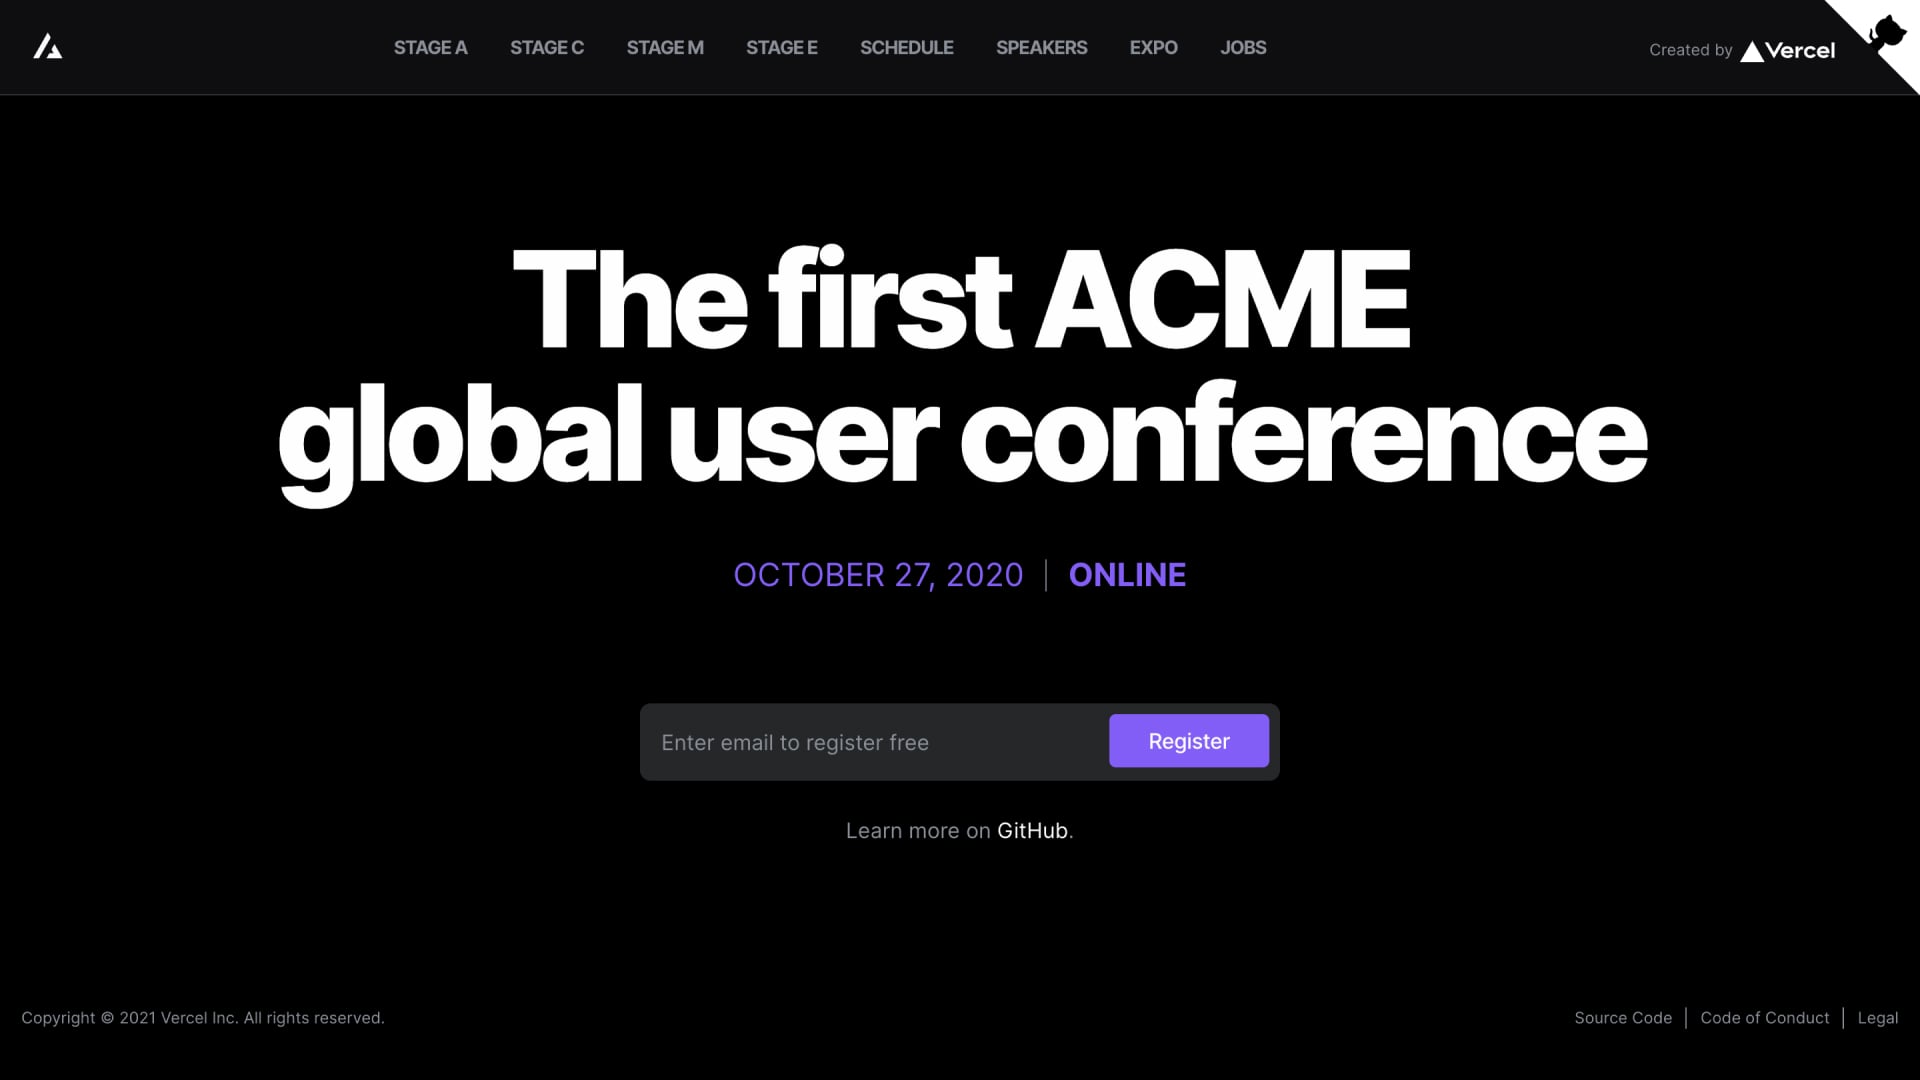 STAGE A STAGE C STAGE M STAGE E SCHEDULE SPEAKERS EXPO JOBS
Created by Vercel
The first ACME
global user conference
OCTOBER 27, 2020 | ONLINE
Enter email to register free Register
Learn more on GitHub.
Copyright © 2021 Vercel Inc. All rights reserved. Source Code | Code of Conduct | Legal